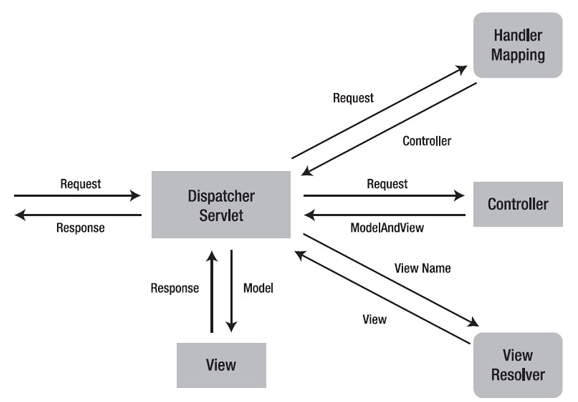 Handler
Mapping
Request
Controller
Request
Response
Dispatcher
Servlet
Request
ModelAndView
Controller
Response
Model
View Name
View
View
View
Resolver